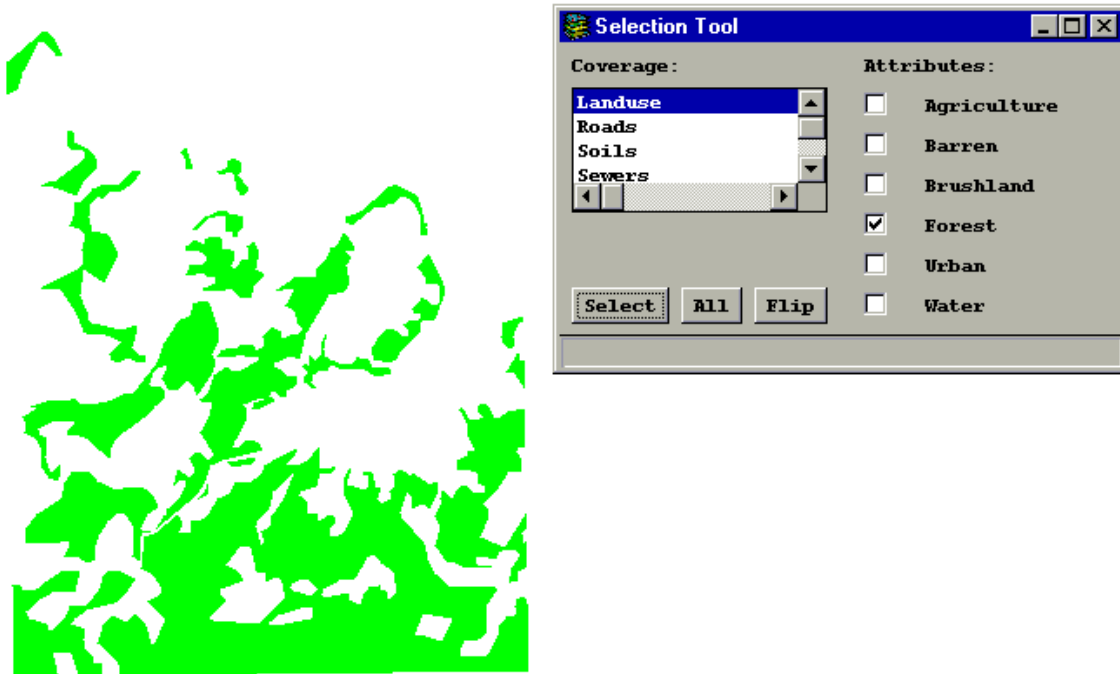 Selection Tool
Coverage:
Landuse
Roads
Soils
Sewers
Select
All
Flip
Attributes:
Agriculture
Barren
Brushland
Forest
Urban
Water